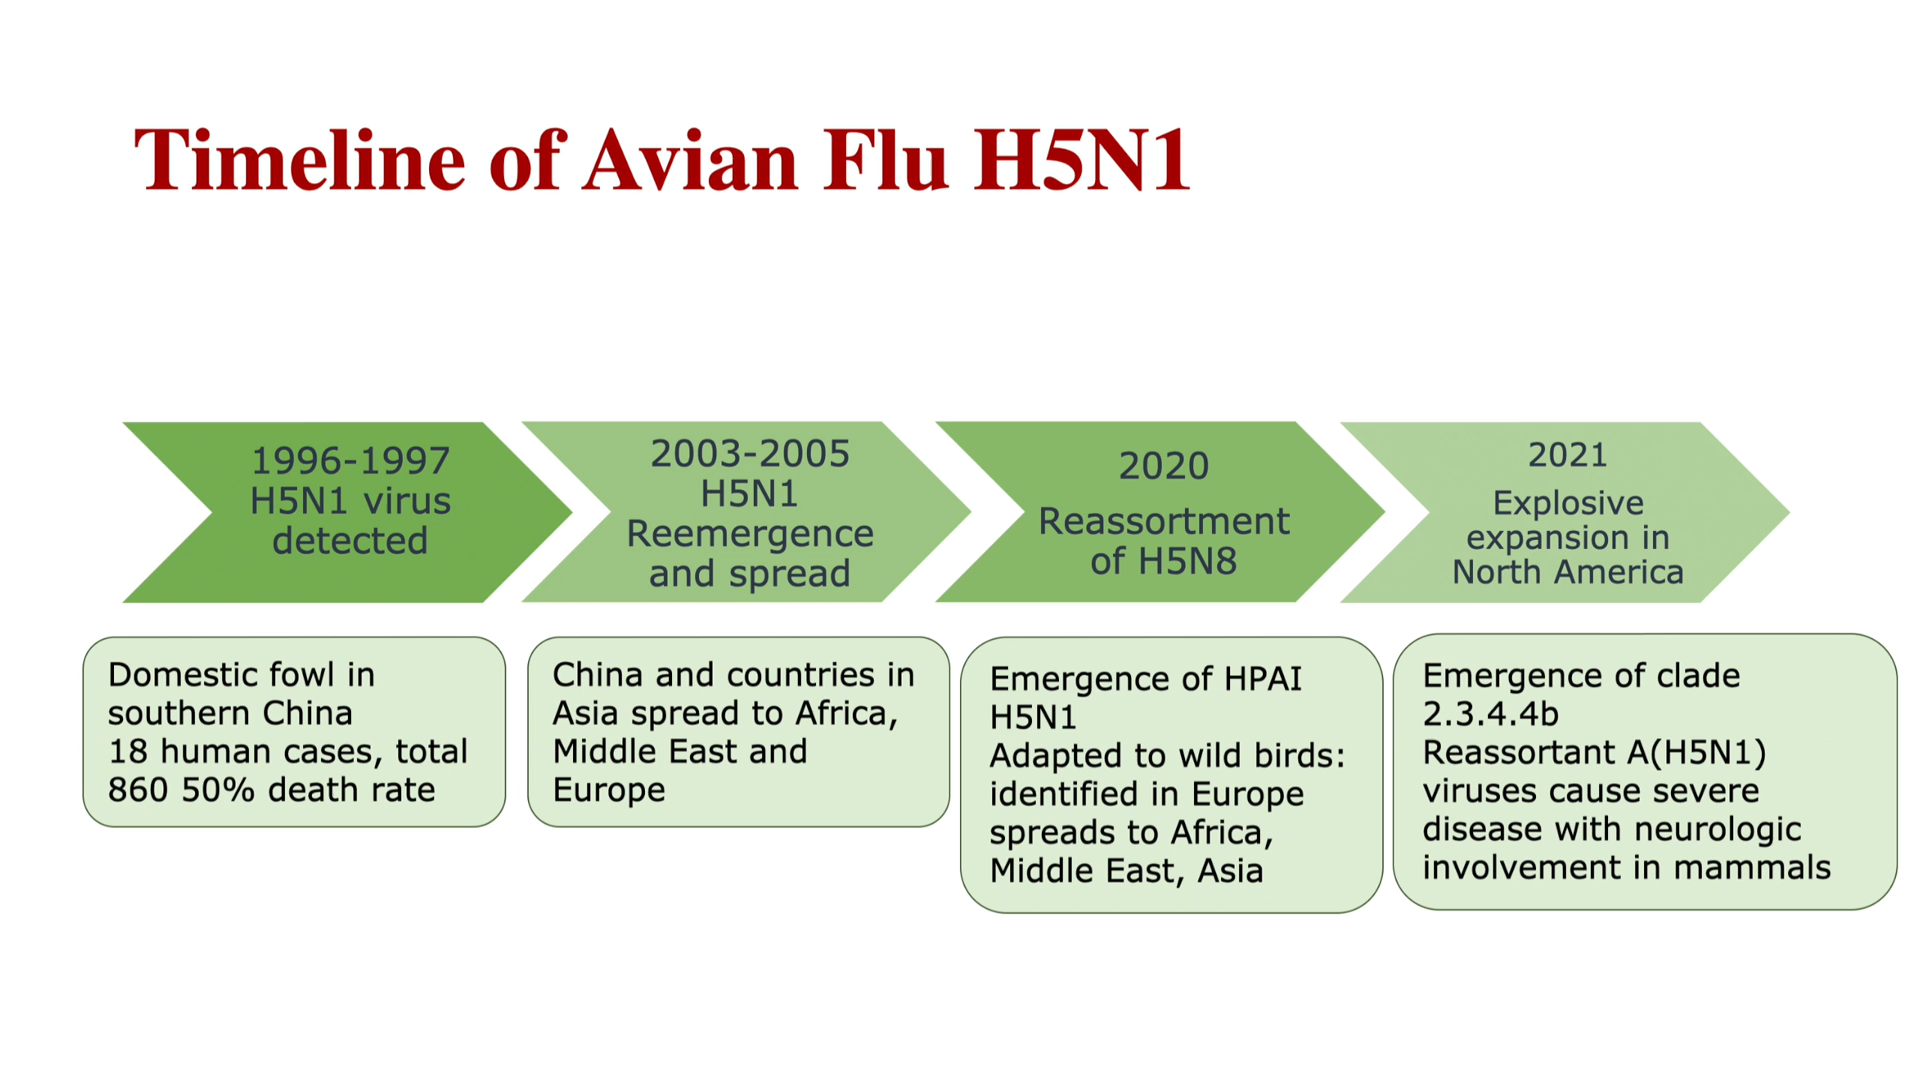 Timeline of Avian Flu H5N1
1996-1997
H5N1 virus
detected
2003-2005
H5N1
Reemergence
and spread
2020
Reassortment
of H5N8
2021
Explosive
expansion in
North America
Domestic fowl in
southern China
18 human cases, total
860 50% death rate
China and countries in
Asia spread to Africa,
Middle East and
Europe
Emergence of HPAI
H5N1
Adapted to wild birds:
identified in Europe
spreads to Africa,
Middle East, Asia
Emergence of clade
2.3.4.4b
Reassortant A(H5N1)
viruses cause severe
disease with neurologic
involvement in mammals